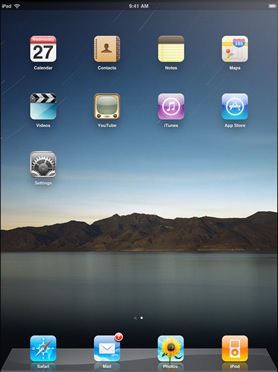 iPad 9:41 AM
Wednesday
27
Calendar Contacts Notes Maps
Videos YouTube iTunes App Store
Settings
Safari Mail Photos iPod